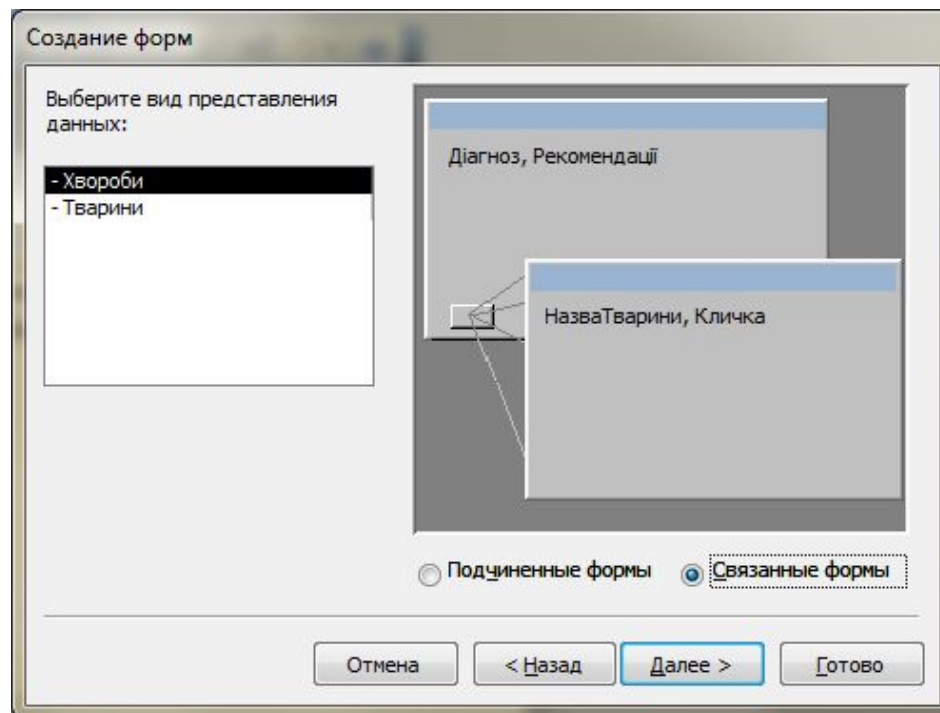 Создание форм
Выберите вид представления
данных:
- Хвороби
- Тварини
Діагноз, Рекомендації
НазваТварини, Кличка
Подчиненные формы
Связанные формы
Отмена
< Назад
Далее >
Готово